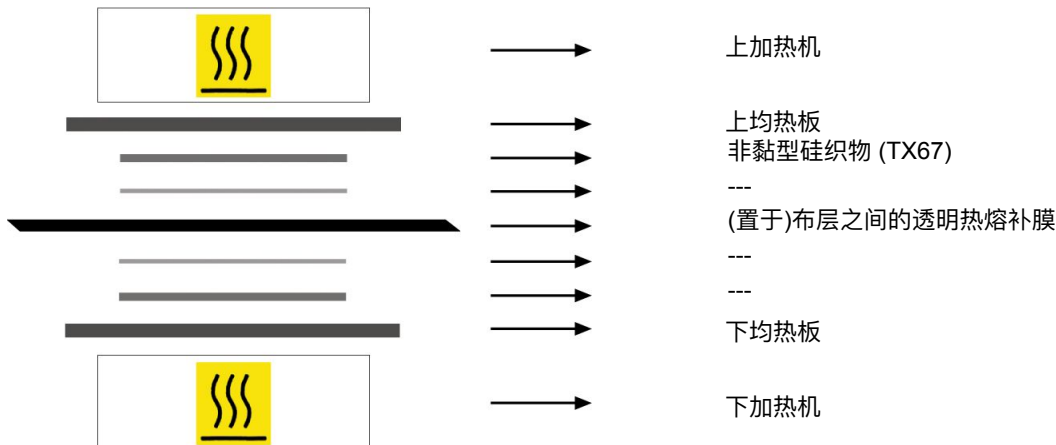 上加热机
上均热板
非黏型硅织物 (TX67)
---
(置于)布层之间的透明热熔补膜
---
---
下均热板
下加热机